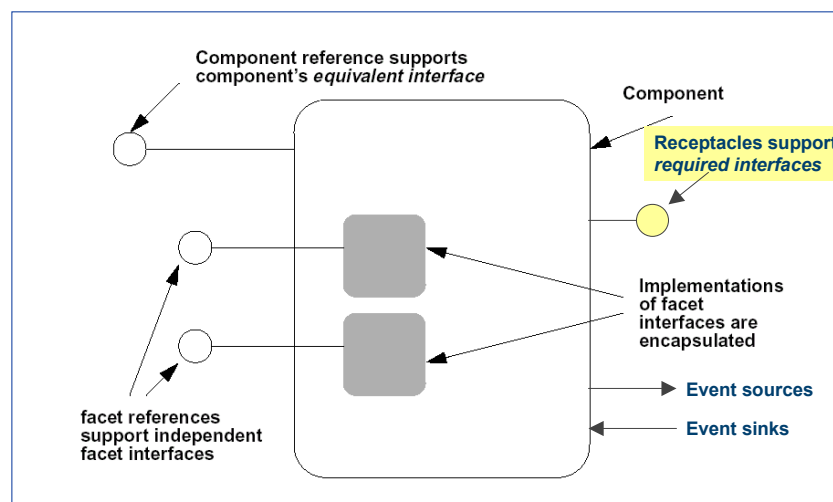 Component reference supports
component's equivalent interface
Component
Receptacles support
required interfaces
Implementations
of facet
interfaces are
encapsulated
Event sources
Event sinks
facet references
support independent
facet interfaces